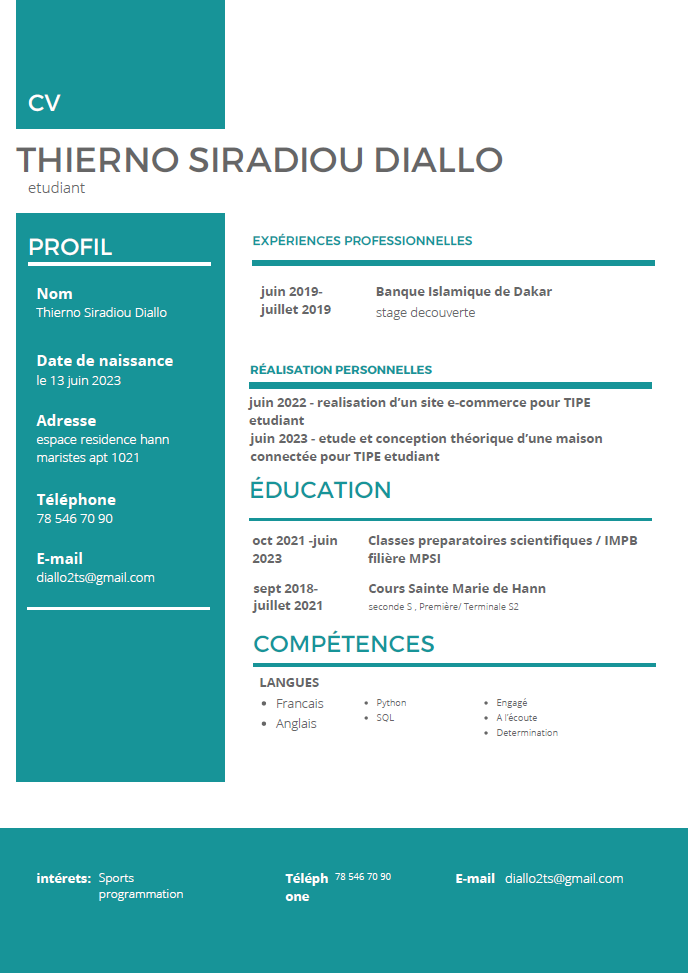 CV
THIERNO SIRADIOU DIALLO
etudiant
PROFIL
Nom
Thierno Siradiou Diallo
Date de naissance
le 13 juin 2023
Adresse
espace residence hann
maristes apt 1021
Téléphone
78 546 70 90
E-mail
diallo2ts@gmail.com
EXPÉRIENCES PROFESSIONNELLES
juin 2019-
juillet 2019
Banque Islamique de Dakar
stage decouverte
RÉALISATION PERSONNELLES
juin 2022 - realisation d'un site e-commerce pour TIPE
etudiant
juin 2023 - etude et conception théorique d'une maison
connectée pour TIPE etudiant
ÉDUCATION
oct 2021 -juin
2023
Classes preparatoires scientifiques / IMPB
filière MPSI
sept 2018-
juillet 2021
Cours Sainte Marie de Hann
seconde S , Première/ Terminale S2
COMPÉTENCES
LANGUES
• Francais
• Anglais
• Python
• SQL
• Engagé
• A l'écoute
• Determination
intérets: Sports
programmation
Téléph
one
78 546 70 90
E-mail diallo2ts@gmail.com